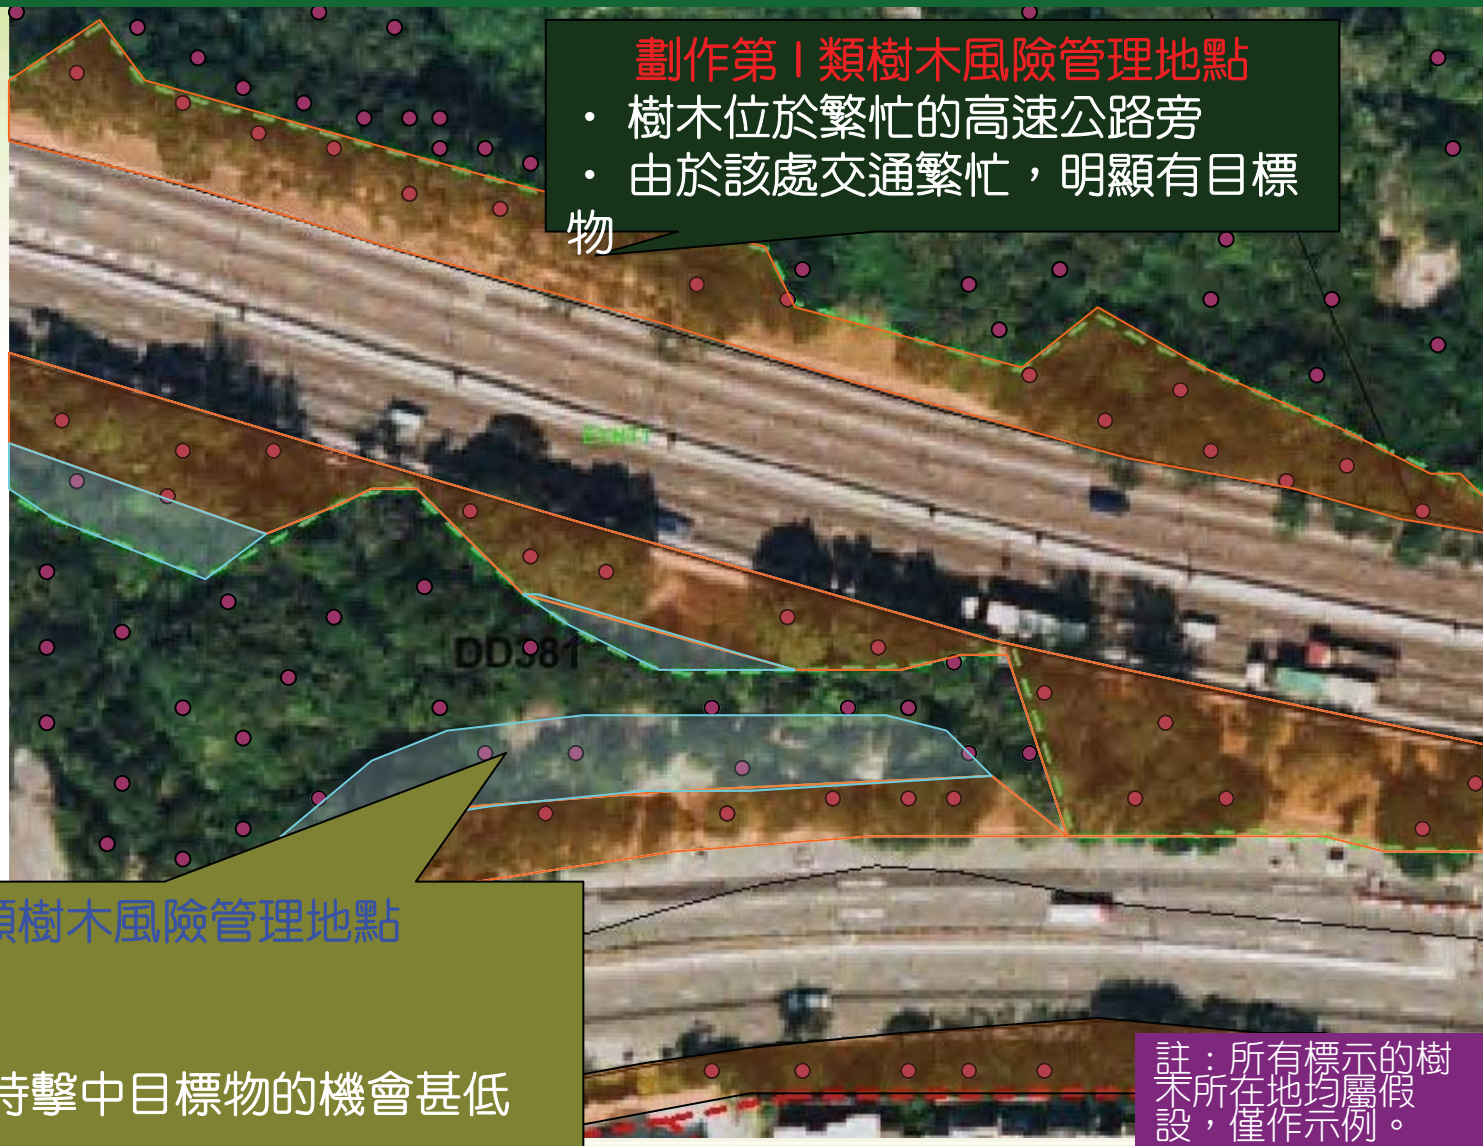 劃作第 I 類樹木風險管理地點
• 樹木位於繁忙的高速公路旁
• 由於該處交通繁忙，明顯有目標
物
DD381
類樹木風險管理地點
時擊中目標物的機會甚低
註：所有標示的樹
木所在地均屬假
設，僅作示例。